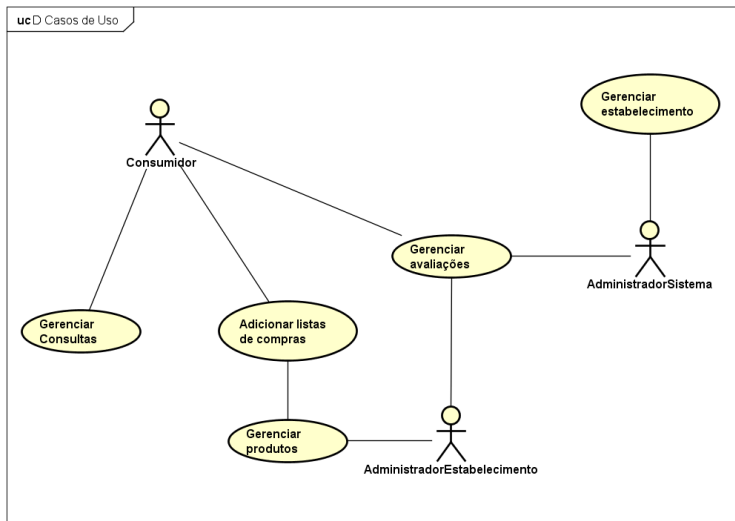 ucD Casos de Uso
Gerenciar
estabelecimento
Consumidor
Gerenciar
avaliações
AdministradorSistema
Gerenciar
Consultas
Adicionar listas
de compras
Gerenciar
produtos
AdministradorEstabelecimento